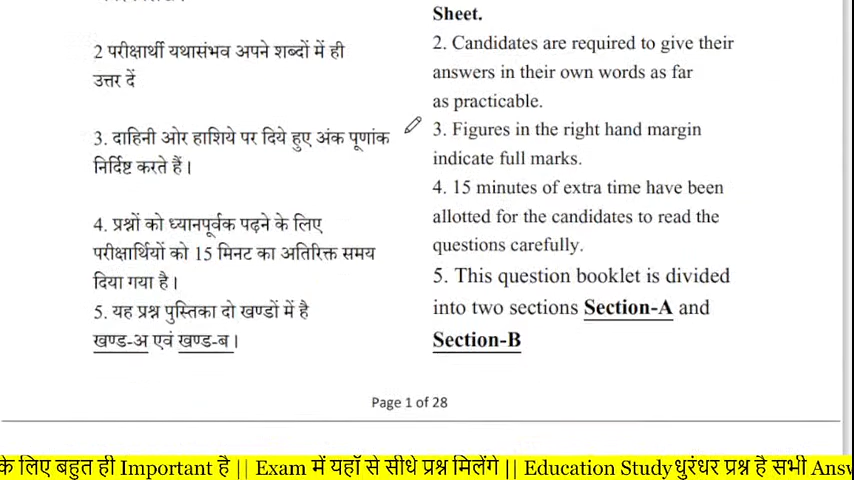 2 परीक्षार्थी यथासंभव अपने शब्दों में ही
उत्तर दें
3. दाहिनी ओर हाशिये पर दिये हुए अंक पूणांक
निर्दिष्ट करते हैं।
4. प्रश्नों को ध्यानपूर्वक पढ़ने के लिए
परीक्षार्थियों को 15 मिनट का अतिरिक्त समय
दिया गया है।
5. यह प्रश्न पुस्तिका दो खण्डों में है
खण्ड-अ एवं खण्ड-ब।
Sheet.
2. Candidates are required to give their
answers in their own words as far
as practicable.
3. Figures in the right hand margin
indicate full marks.
4. 15 minutes of extra time have been
allotted for the candidates to read the
questions carefully.
5. This question booklet is divided
into two sections Section-A and
Section-B
Page 1 of 28
के लिए बहुत ही Important है || Exam में यहाॅ से सीधे प्रश्न मिलेंगे || Education Study धुरंधर प्रश्न है सभी Answ